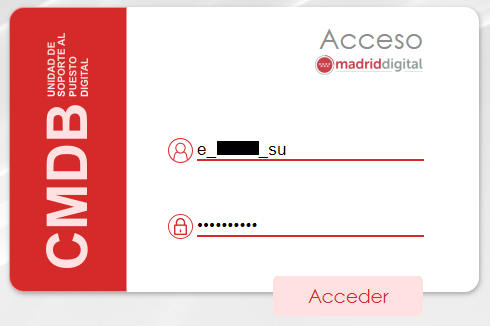 UNIDAD DE
SOPORTE AL
PUESTO
DIGITAL
CMDB
Acceso
madriddigital
e_ _su
••••••••••
Acceder